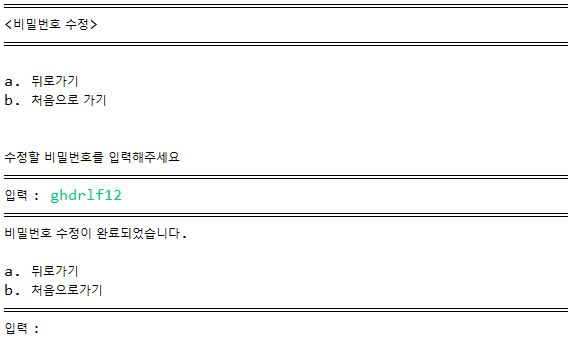 <비밀번호 수정>
a. 뒤로가기
b. 처음으로 가기
수정할 비밀번호를 입력해주세요
입력 : ghdrlf12
비밀번호 수정이 완료되었습니다.
a. 뒤로가기
b. 처음으로가기
입력 :